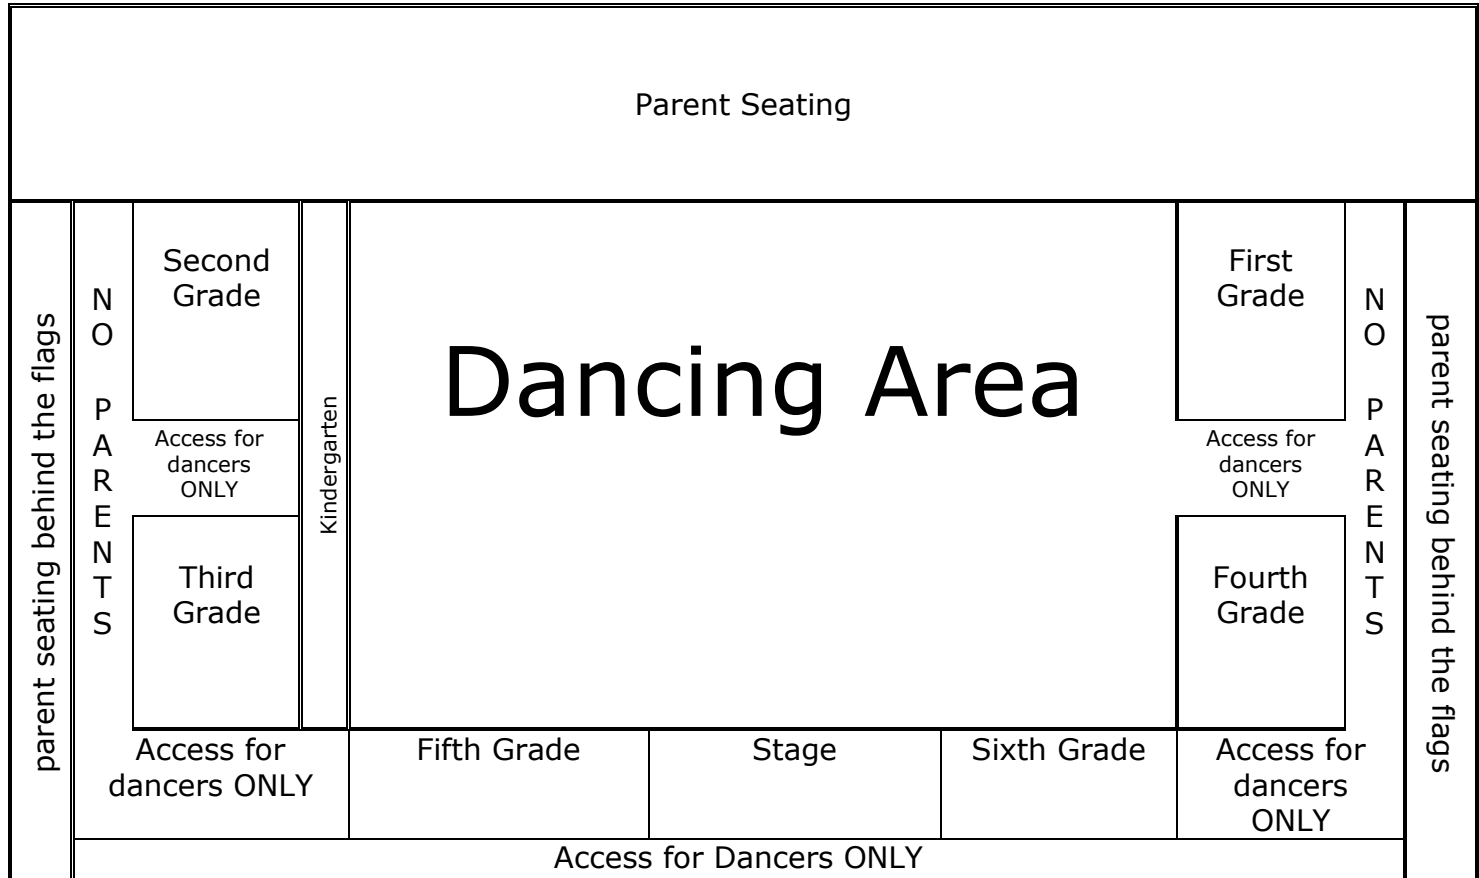 Parent Seating
parent seating behind the flags
N
O
P
A
R
E
N
T
S
Second
Grade
Access for
dancers
ONLY
Third
Grade
Kindergarten
Dancing Area
First
Grade
Access for
dancers
ONLY
Fourth
Grade
N
O
P
A
R
E
N
T
S
parent seating behind the flags
Access for
dancers ONLY
Fifth Grade
Stage
Sixth Grade
Access for
dancers
ONLY
Access for Dancers ONLY